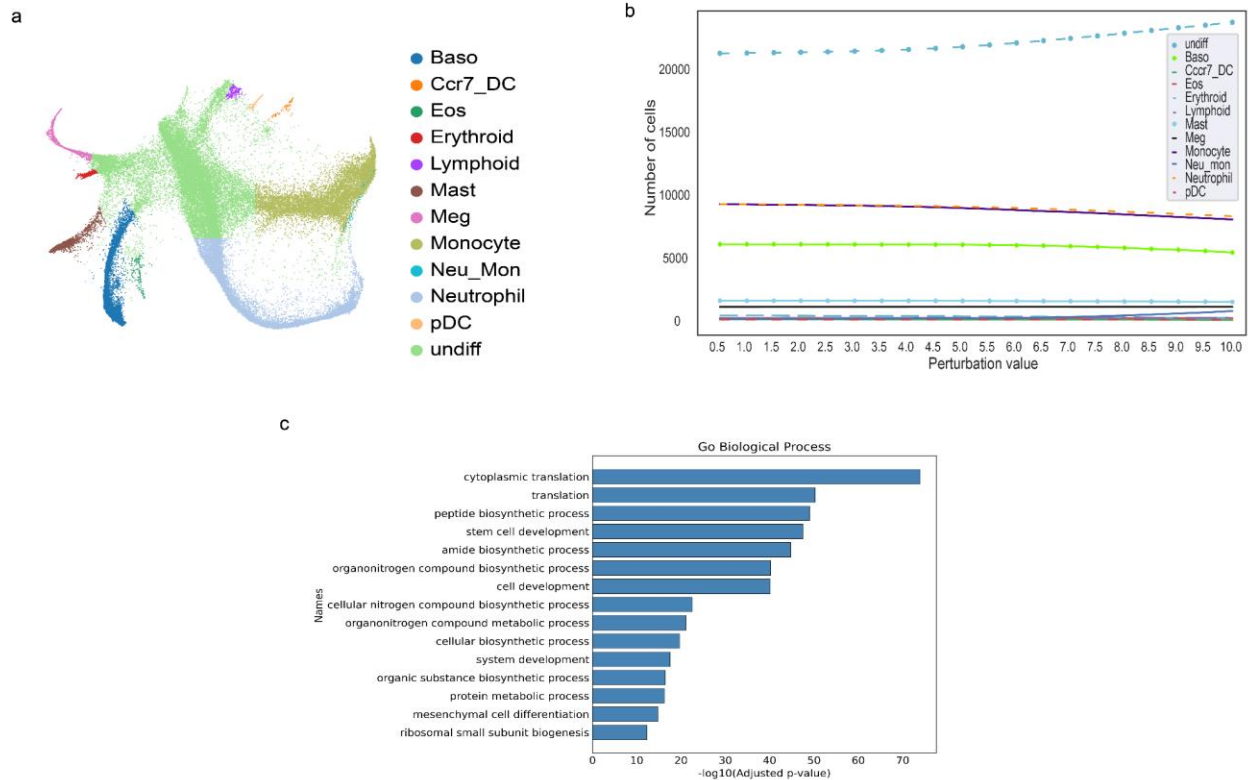 a
Baso
Ccr7_DC
Eos
Erythroid
Lymphoid
Mast
Meg
Monocyte
Neu_Mon
Neutrophil
pDC
undiff
b
Number of cells
20000
15000
10000
5000
0
undiff
Baso
Cccr7_DC
Eos
Erythroid
Lymphoid
Mast
Meg
Monocyte
Neu_mon
Neutrophil
pDC
0.5 1.0 1.5 2.0 2.5 3.0 3.5 4.0 4.5 5.0 5.5 6.0 6.5 7.0 7.5 8.0 8.5 9.0 9.5 10.0
Perturbation value
c
Go Biological Process
Names
cytoplasmic translation
translation
peptide biosynthetic process
stem cell development
amide biosynthetic process
organonitrogen compound biosynthetic process
cell development
cellular nitrogen compound biosynthetic process
organonitrogen compound metabolic process
cellular biosynthetic process
system development
organic substance biosynthetic process
protein metabolic process
mesenchymal cell differentiation
ribosomal small subunit biogenesis
0 10 20 30 40 50 60 70
-log10(Adjusted p-value)